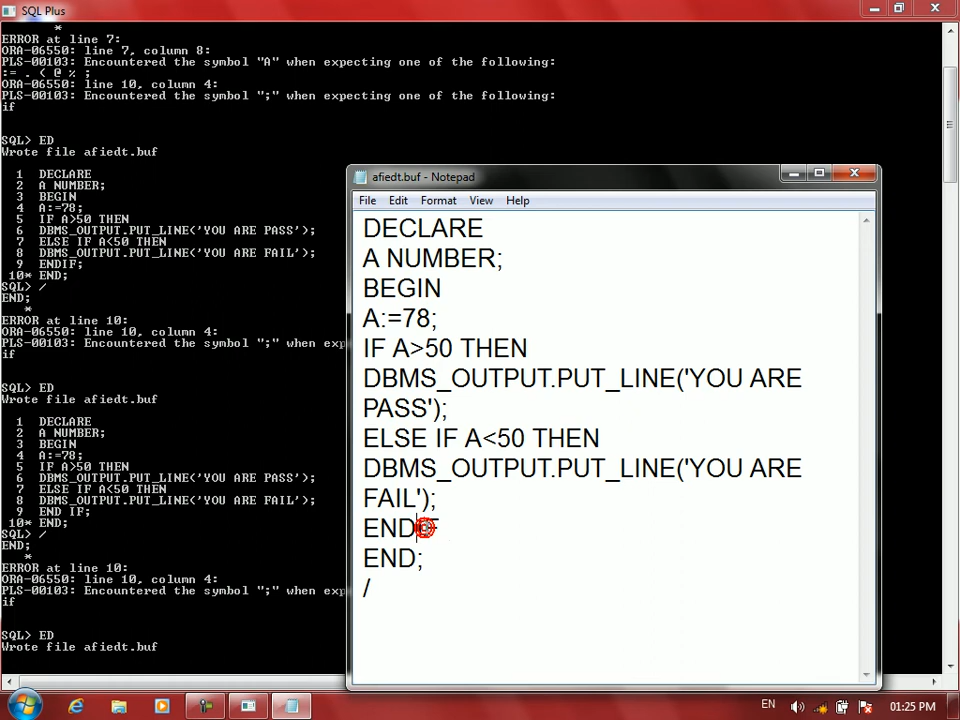 SQL Plus
*
ERROR at line 7:
ORA-06550: line 7, column 8:
PLS-00103: Encountered the symbol "A" when expecting one of the following:
:= . < @ % ;
ORA-06550: line 10, column 4:
PLS-00103: Encountered the symbol ";" when expecting one of the following:
if
SQL> ED
Wrote file afiedt.buf
1 DECLARE
2 A NUMBER;
3 BEGIN
4 A:=78;
5 IF A>50 THEN
6 DBMS_OUTPUT.PUT_LINE('YOU ARE PASS');
7 ELSE IF A<50 THEN
8 DBMS_OUTPUT.PUT_LINE('YOU ARE FAIL');
9 ENDIF;
10* END;
SQL> /
END;
*
ERROR at line 10:
ORA-06550: line 10, column 4:
PLS-00103: Encountered the symbol ";" when
if
SQL> ED
Wrote file afiedt.buf
1 DECLARE
2 A NUMBER;
3 BEGIN
4 A:=78;
5 IF A>50 THEN
6 DBMS_OUTPUT.PUT_LINE('YOU ARE PASS');
7 ELSE IF A<50 THEN
8 DBMS_OUTPUT.PUT_LINE('YOU ARE FAIL');
9 END IF;
10* END;
SQL> /
END;
*
ERROR at line 10:
ORA-06550: line 10, column 4:
PLS-00103: Encountered the symbol ";" when
if
SQL> ED
Wrote file afiedt.buf
afiedt.buf - Notepad
File Edit Format View Help
DECLARE
A NUMBER;
BEGIN
A:=78;
IF A>50 THEN
DBMS_OUTPUT.PUT_LINE('YOU ARE
PASS');
ELSE IF A<50 THEN
DBMS_OUTPUT.PUT_LINE('YOU ARE
FAIL');
END
END;
/
EN
01:25 PM